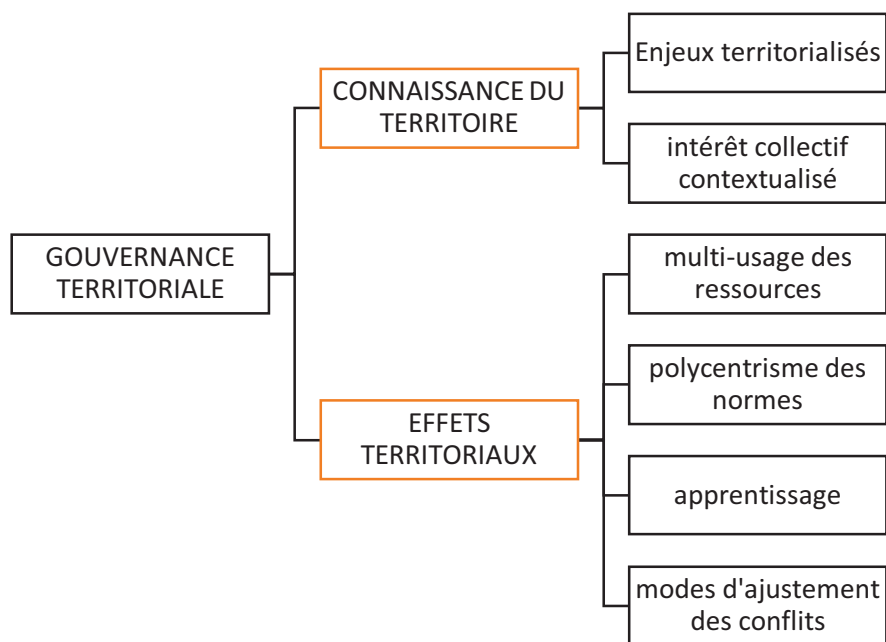 GOUVERNANCE
TERRITORIALE
CONNAISSANCE DU
TERRITOIRE
Enjeux territorialisés
intérêt collectif
contextualisé
EFFETS
TERRITORIAUX
multi-usage des
ressources
polycentrisme des
normes
apprentissage
modes d'ajustement
des conflits